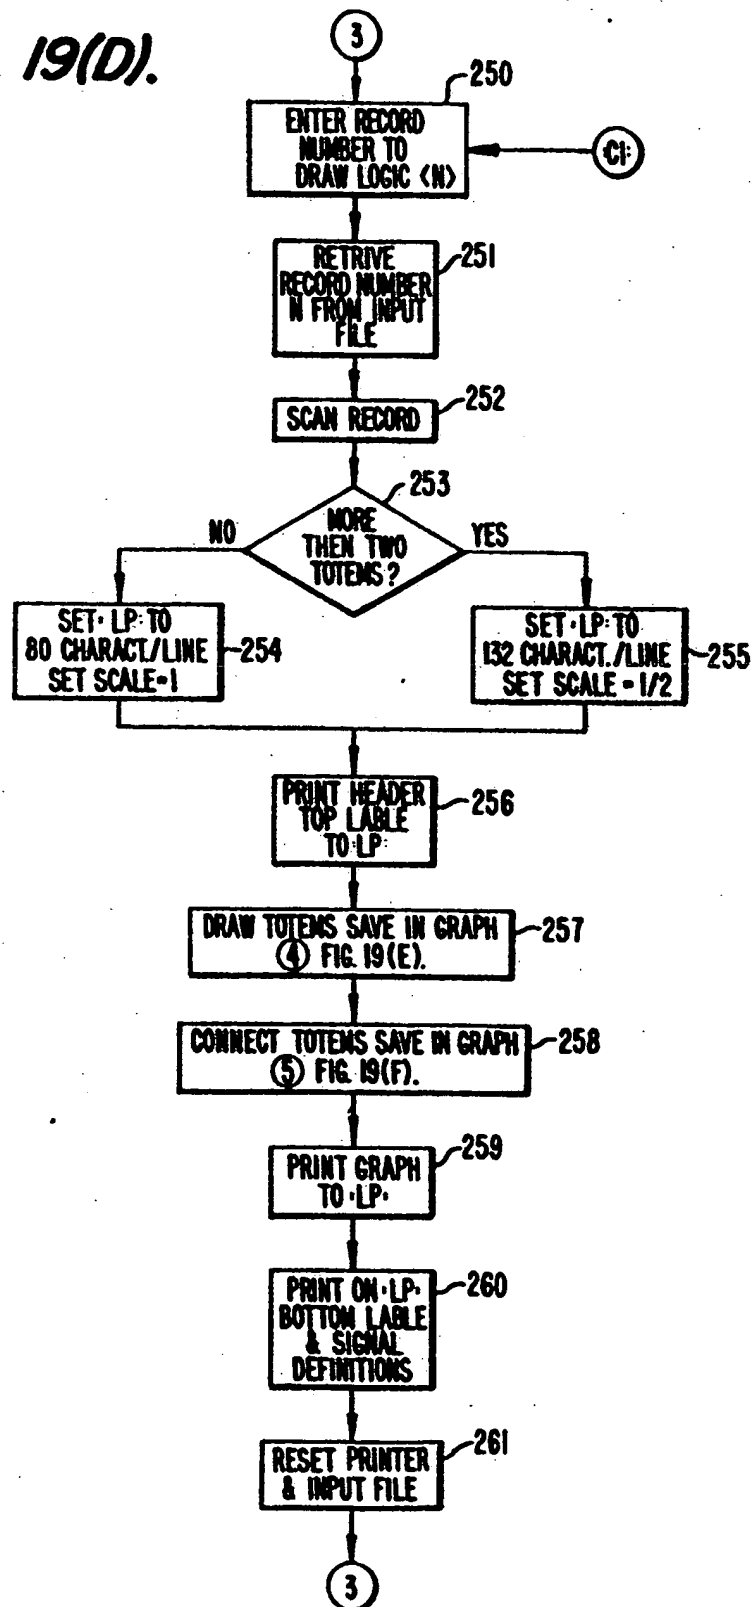 19(D).
3
250
ENTER RECORD
NUMBER TO
DRAW LOGIC <N>
CI:
251
RETRIVE
RECORD NUMBER
N FROM INPUT
FILE
252
SCAN RECORD
253
MORE
THEN TWO
TOTEMS?
NO
YES
SET LP: TO
80 CHARACT./LINE
SET SCALE=1
254
SET LP: TO
132 CHARACT./LINE
SET SCALE = 1/2
255
PRINT HEADER
TOP LABLE
TO LP
256
DRAW TOTEMS SAVE IN GRAPH
4 FIG. 19(E).
257
CONNECT TOTEMS SAVE IN GRAPH
5 FIG. 19(F).
258
259
PRINT GRAPH
TO LP:
260
PRINT ON LP:
BOTTOM LABLE
& SIGNAL
DEFINITIONS
261
RESET PRINTER
& INPUT FILE
3